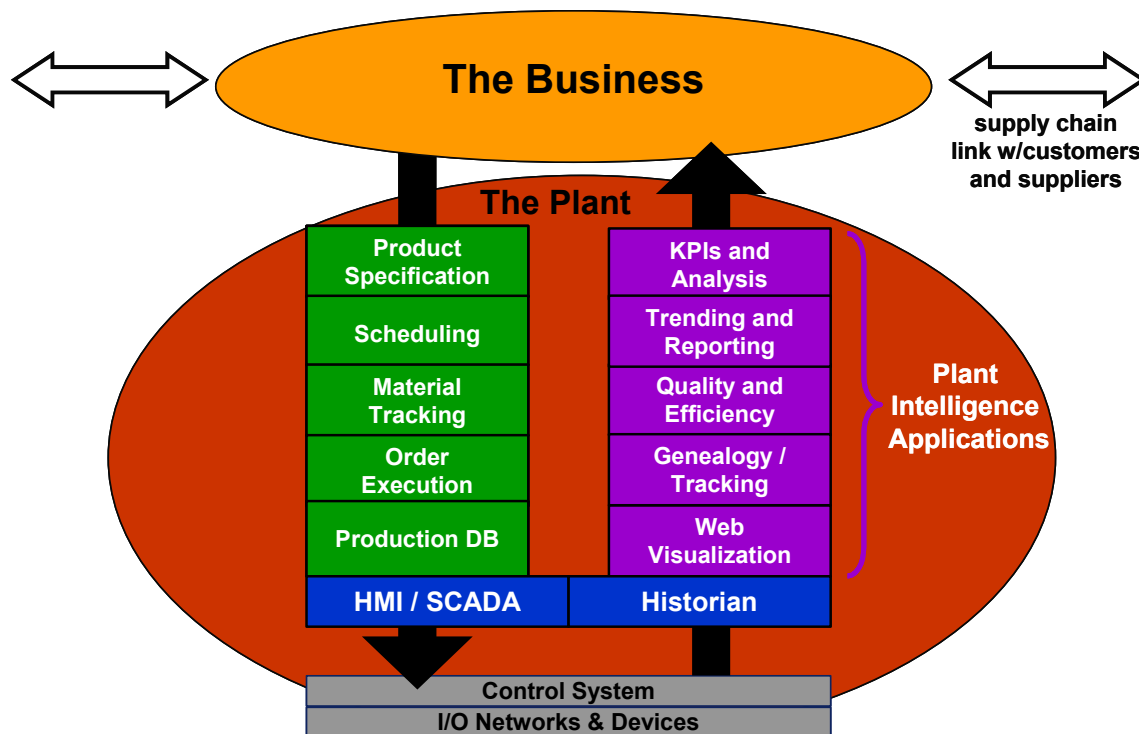 The Business
supply chain
link w/customers
and suppliers
The Plant
Product
Specification
Scheduling
Material
Tracking
Order
Execution
Production DB
KPIs and
Analysis
Trending and
Reporting
Quality and
Efficiency
Genealogy /
Tracking
Web
Visualization
Plant
Intelligence
Applications
HMI / SCADA
Historian
Control System
I/O Networks & Devices